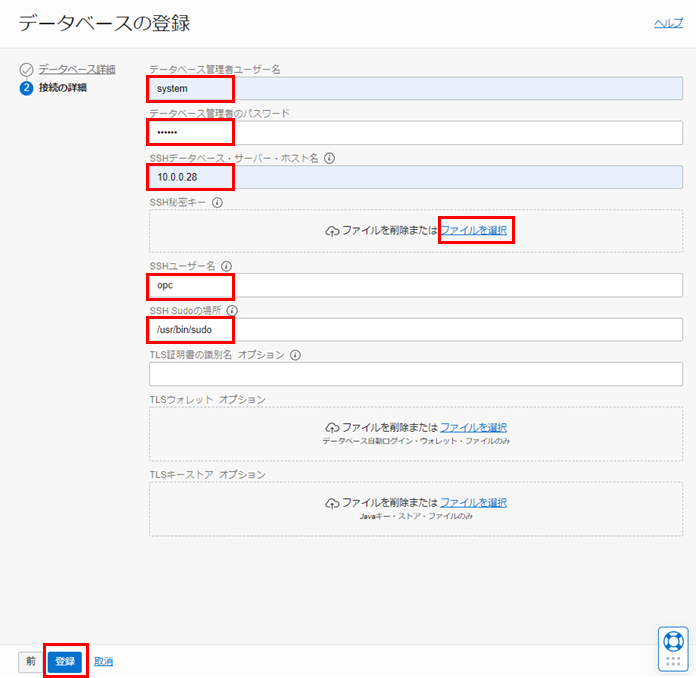 データベースの登録
ヘルプ
データベース詳細
2 接続の詳細
データベース管理者ユーザー名
system
データベース管理者のパスワード
••••••
SSHデータベース・サーバー・ホスト名
10.0.0.28
SSH秘密キー
ファイルを削除または ファイルを選択
SSHユーザー名
opc
SSH Sudoの場所
/usr/bin/sudo
TLS証明書の識別名 オプション
TLSウォレット オプション
ファイルを削除または ファイルを選択
データベース自動ログイン・ウォレット・ファイルのみ
TLSキーストア オプション
ファイルを削除または ファイルを選択
Javaキー・ストア・ファイルのみ
前 登録 取消